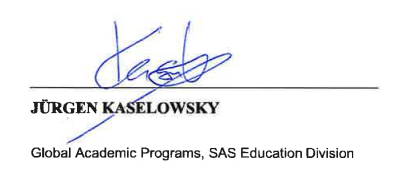 JÜRGEN KASELOWSKY
Global Academic Programs, SAS Education Division